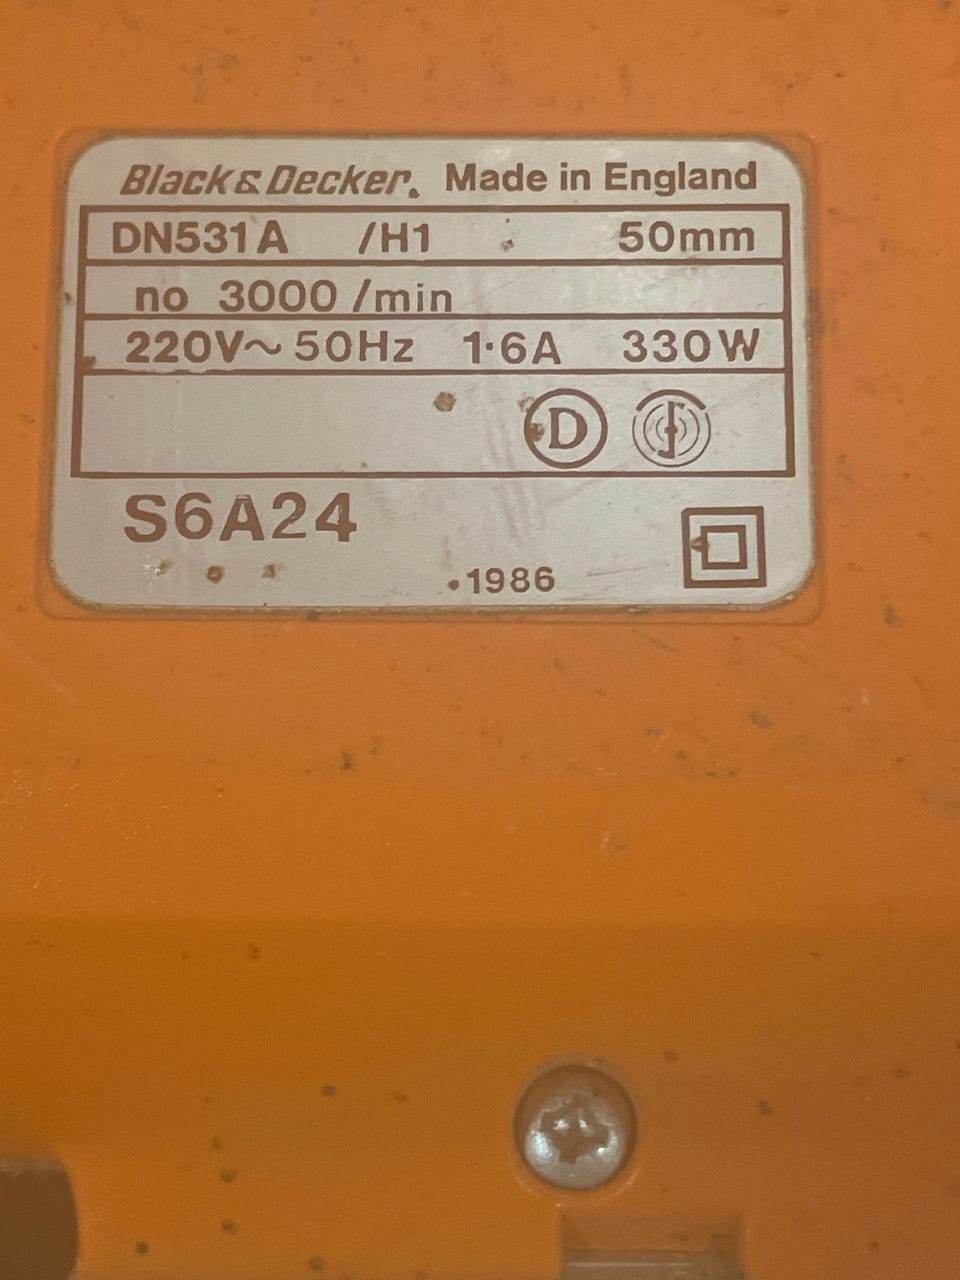 Black & Decker. Made in England
DN531A /H1 50mm
no 3000 /min
220V~ 50Hz 1·6A 330W
D
S6A24
.1986